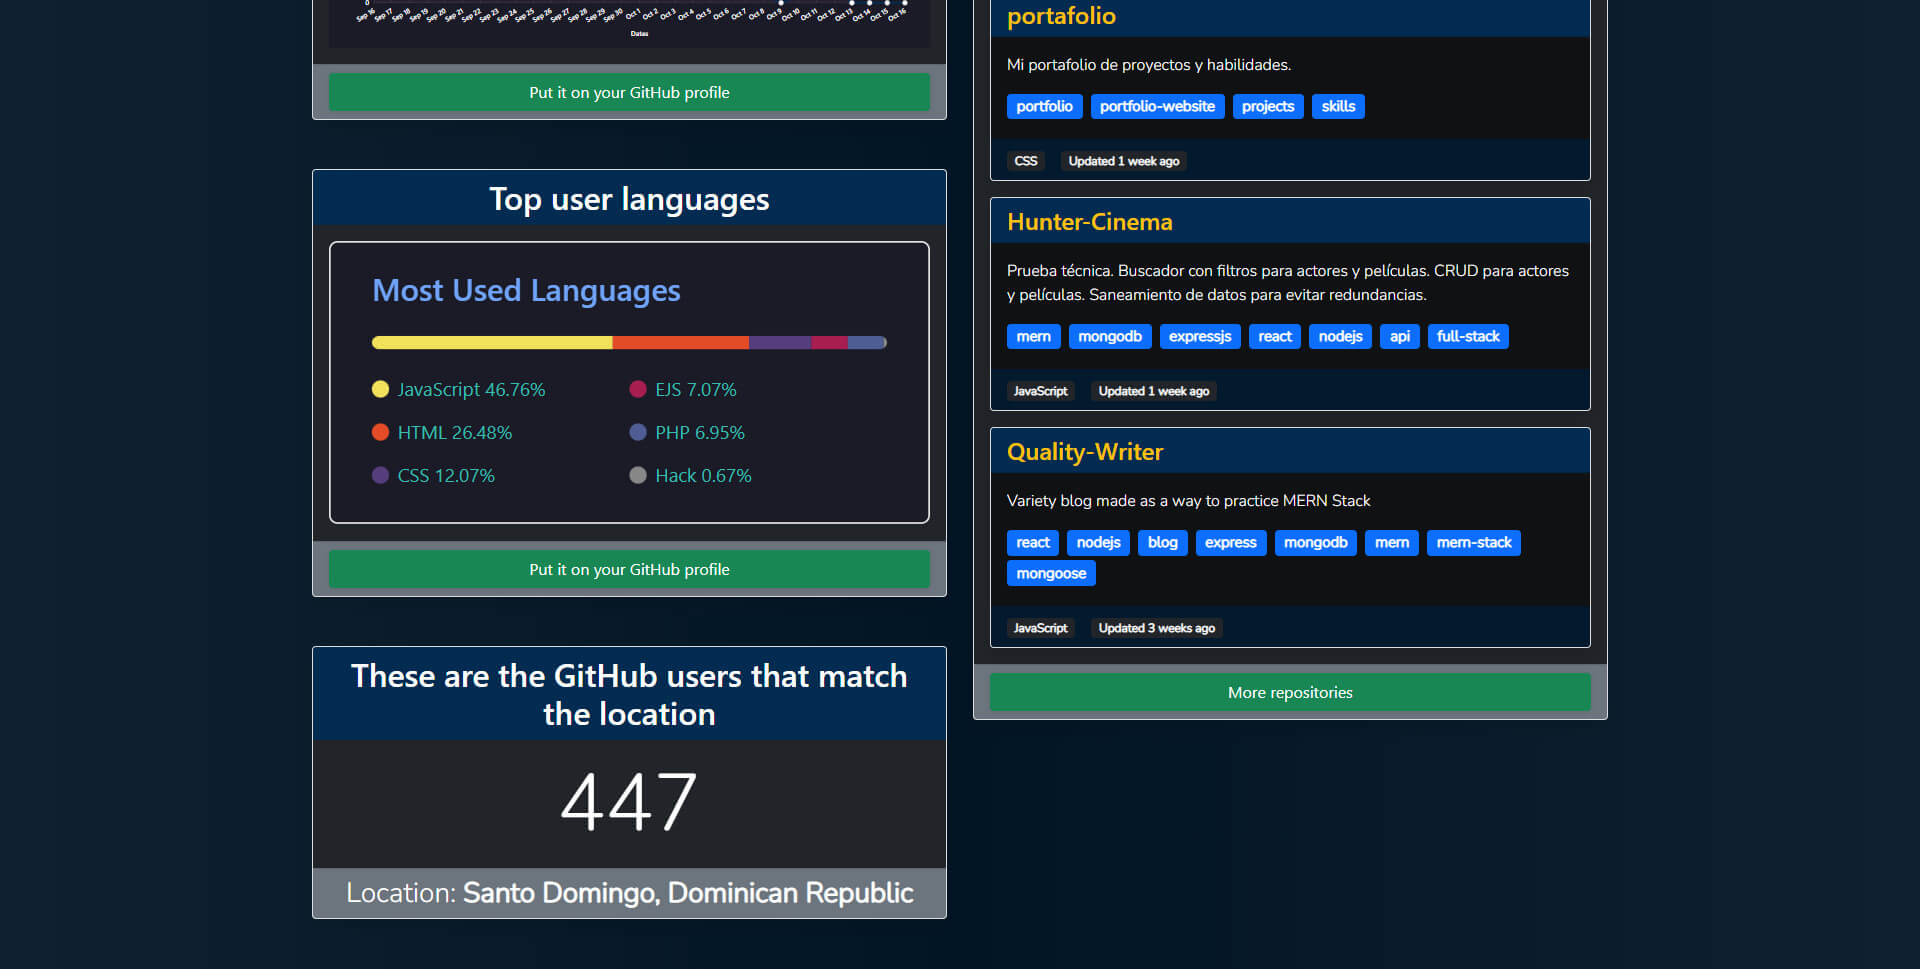 0
Sep 16 Sep 17 Sep 18 Sep 19 Sep 20 Sep 21 Sep 22 Sep 23 Sep 24 Sep 25 Sep 26 Sep 27 Sep 28 Sep 29 Sep 30 Oct 1 Oct 2 Oct 3 Oct 4 Oct 5 Oct 6 Oct 7 Oct 8 Oct 9 Oct 10 Oct 11 Oct 12 Oct 13 Oct 14 Oct 15 Oct 16
Dates
Put it on your GitHub profile
Top user languages
Most Used Languages
JavaScript 46.76%
HTML 26.48%
CSS 12.07%
EJS 7.07%
PHP 6.95%
Hack 0.67%
Put it on your GitHub profile
These are the GitHub users that match
the location
447
Location: Santo Domingo, Dominican Republic
portafolio
Mi portafolio de proyectos y habilidades.
portfolio portfolio-website projects skills
CSS Updated 1 week ago
Hunter-Cinema
Prueba técnica. Buscador con filtros para actores y películas. CRUD para actores
y películas. Saneamiento de datos para evitar redundancias.
mern mongodb expressjs react nodejs api full-stack
JavaScript Updated 1 week ago
Quality-Writer
Variety blog made as a way to practice MERN Stack
react nodejs blog express mongodb mern mern-stack
mongoose
JavaScript Updated 3 weeks ago
More repositories